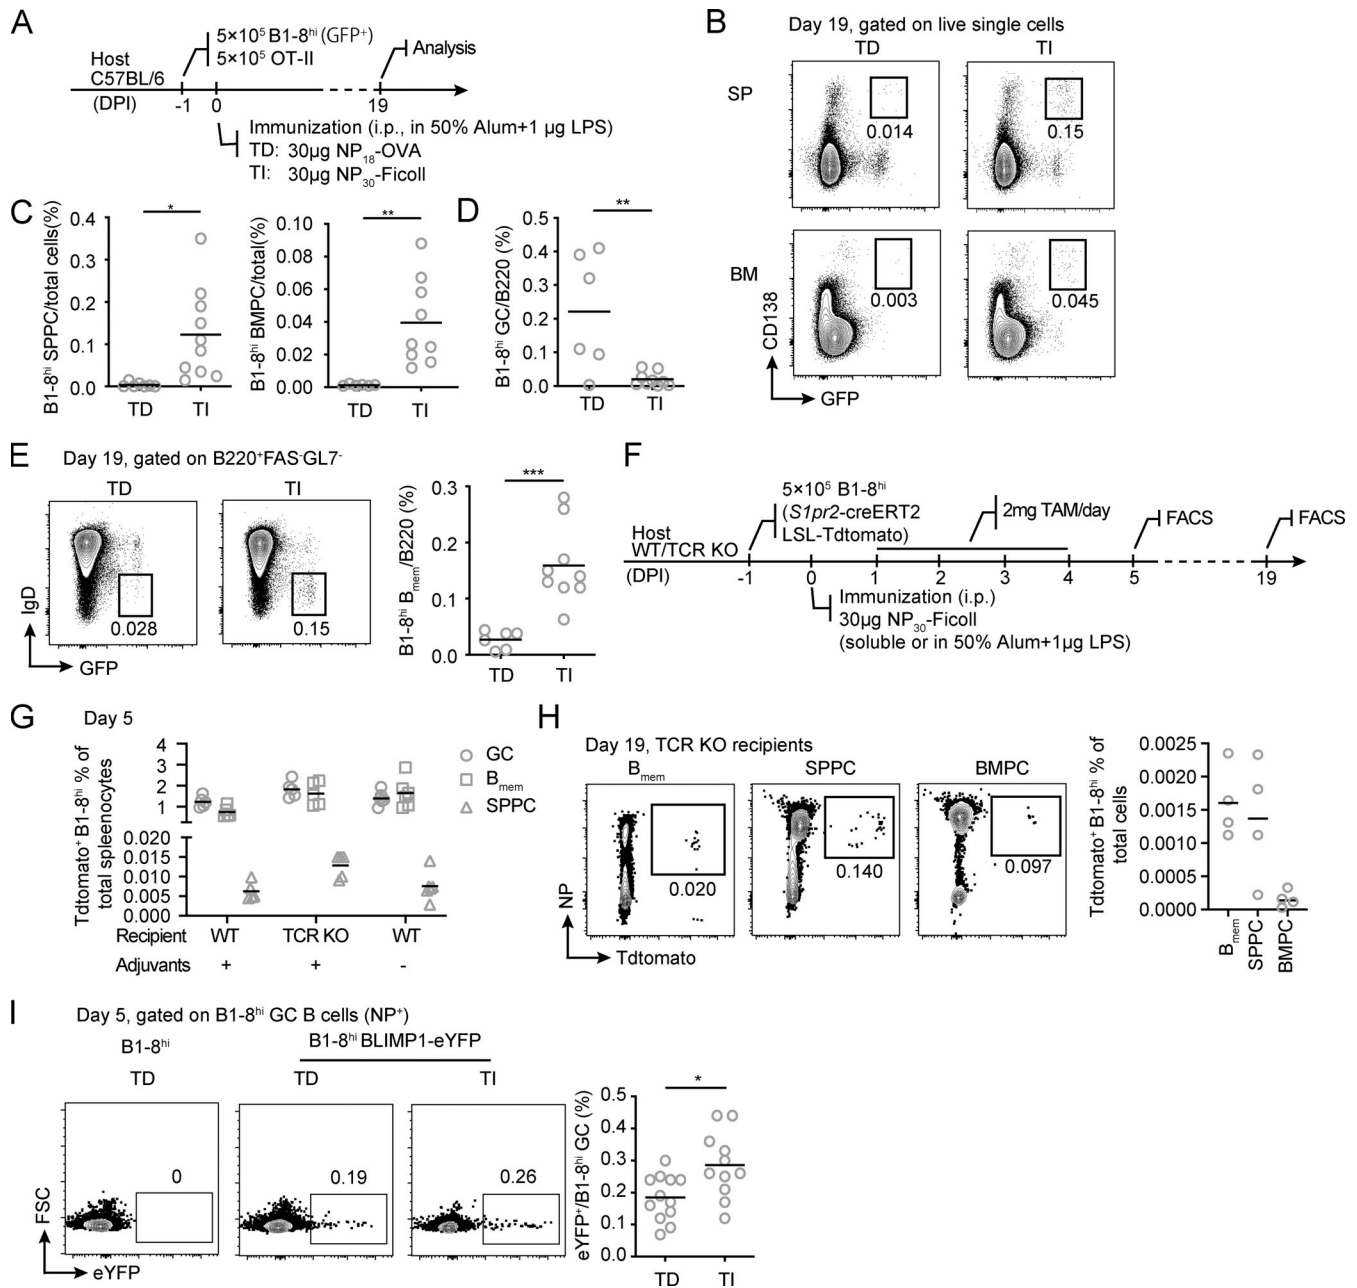 A
5×10⁵ B1-8ʰⁱ (GFP⁺)
5×10⁵ OT-II
Analysis
Host
C57BL/6
(DPI)
-1 0 19
Immunization (i.p., in 50% Alum+1 µg LPS)
TD: 30µg NP₁₈-OVA
TI: 30µg NP₃₀-Ficoll
B
Day 19, gated on live single cells
TD TI
SP
0.014 0.15
BM
0.003 0.045
CD138
GFP
C
B1-8ʰⁱ SPPC/total cells(%)
0.4
0.3
0.2
0.1
0.0
*
TD TI
B1-8ʰⁱ BMPC/total(%)
0.10
0.08
0.06
0.04
0.02
0.00
**
TD TI
D
B1-8ʰⁱ GC/B220 (%)
0.5
0.4
0.3
0.2
0.1
0.0
**
TD TI
E
Day 19, gated on B220⁺FAS⁻GL7⁻
TD TI
0.028 0.15
IgD
GFP
B1-8ʰⁱ Bmem/B220 (%)
0.3
0.2
0.1
0.0
***
TD TI
F
5×10⁵ B1-8ʰⁱ
(S1pr2-creERT2
LSL-Tdtomato)
2mg TAM/day
FACS FACS
Host
WT/TCR KO
(DPI)
-1 0 1 2 3 4 5 19
Immunization (i.p.)
30µg NP₃₀-Ficoll
(soluble or in 50% Alum+1µg LPS)
G
Day 5
Tdtomato⁺ B1-8ʰⁱ % of
total spleenocytes
4
3
2
1
0.020
0.015
0.010
0.005
0.000
GC
Bmem
SPPC
Recipient WT TCR KO WT
Adjuvants + + -
H
Day 19, TCR KO recipients
Bmem SPPC BMPC
0.020 0.140 0.097
NP
Tdtomato
Tdtomato⁺ B1-8ʰⁱ % of
total cells
0.0025
0.0020
0.0015
0.0010
0.0005
0.0000
Bmem
SPPC
BMPC
I
Day 5, gated on B1-8ʰⁱ GC B cells (NP⁺)
B1-8ʰⁱ B1-8ʰⁱ BLIMP1-eYFP
TD TD TI
0 0.19 0.26
FSC
eYFP
eYFP⁺/B1-8ʰⁱ GC (%)
0.5
0.4
0.3
0.2
0.1
0.0
*
TD TI